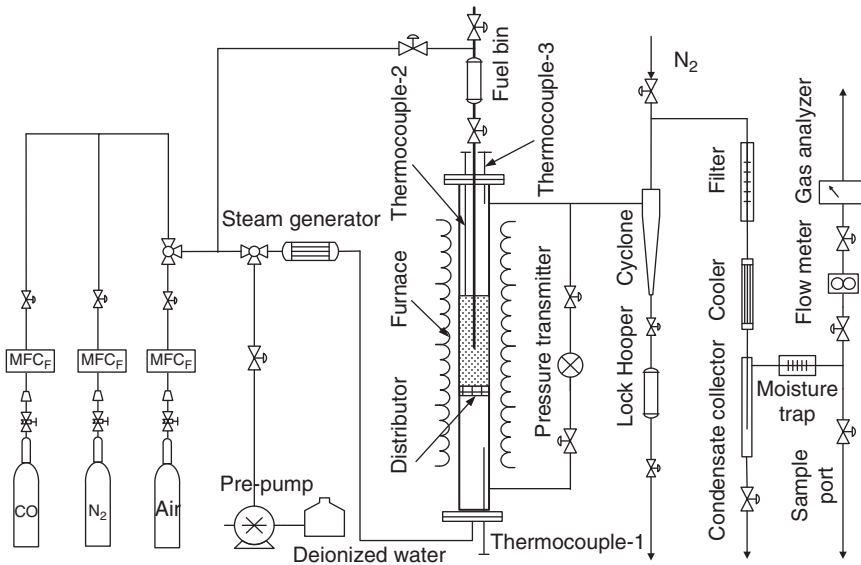 Fuel bin
Thermocouple-2
Thermocouple-3
N2
Gas analyzer
Filter
Steam generator
Furnace
Pressure transmitter
Cyclone
Flow meter
Cooler
MFCF
MFCF
MFCF
Distributor
Lock Hooper
Condensate collector
Moisture
trap
Sample
port
CO
N2
Air
Pre-pump
Deionized water
Thermocouple-1